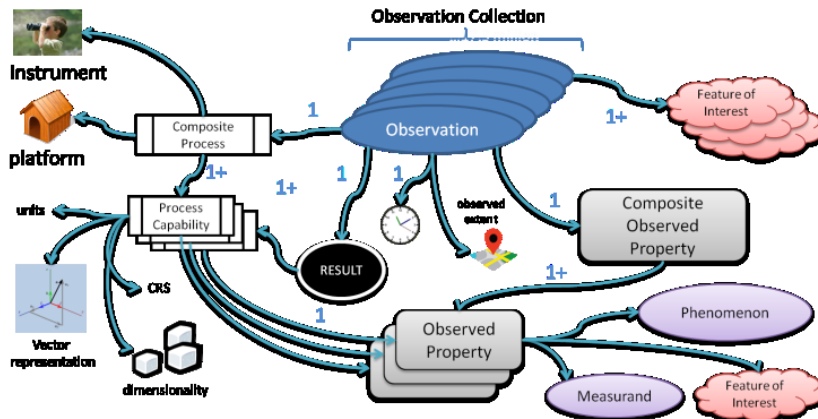 Observation Collection
Instrument
platform
Composite
Process
1
Observation
1+
Feature of
Interest
1+
1+
1
1
1
observed
extent
Composite
Observed
Property
units
Process
Capability
RESULT
CRS
Vector
representation
dimensionality
1
1+
Observed
Property
Phenomenon
Measurand
Feature of
Interest